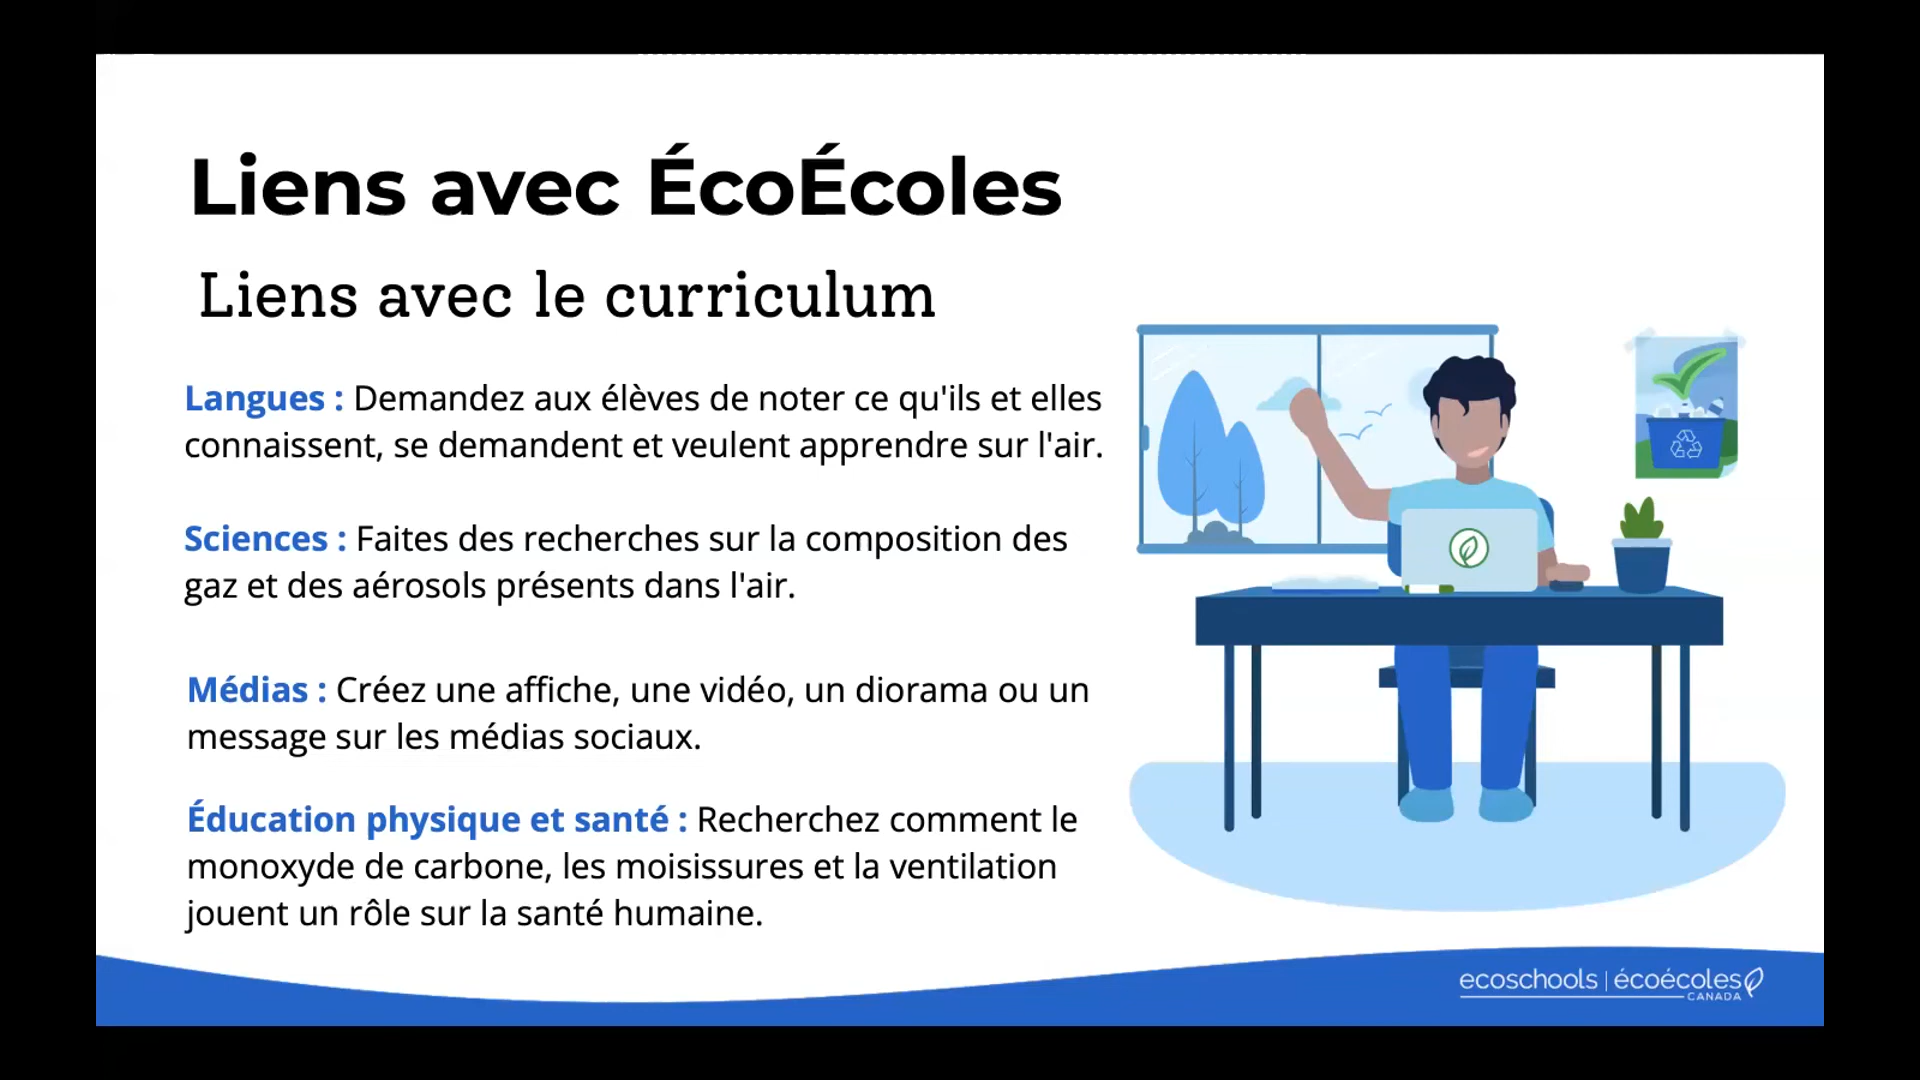 Liens avec ÉcoÉcoles
Liens avec le curriculum
Langues : Demandez aux élèves de noter ce qu'ils et elles
connaissent, se demandent et veulent apprendre sur l'air.
Sciences : Faites des recherches sur la composition des
gaz et des aérosols présents dans l'air.
Médias : Créez une affiche, une vidéo, un diorama ou un
message sur les médias sociaux.
Éducation physique et santé : Recherchez comment le
monoxyde de carbone, les moisissures et la ventilation
jouent un rôle sur la santé humaine.
ecoschools | écoécoles
CANADA